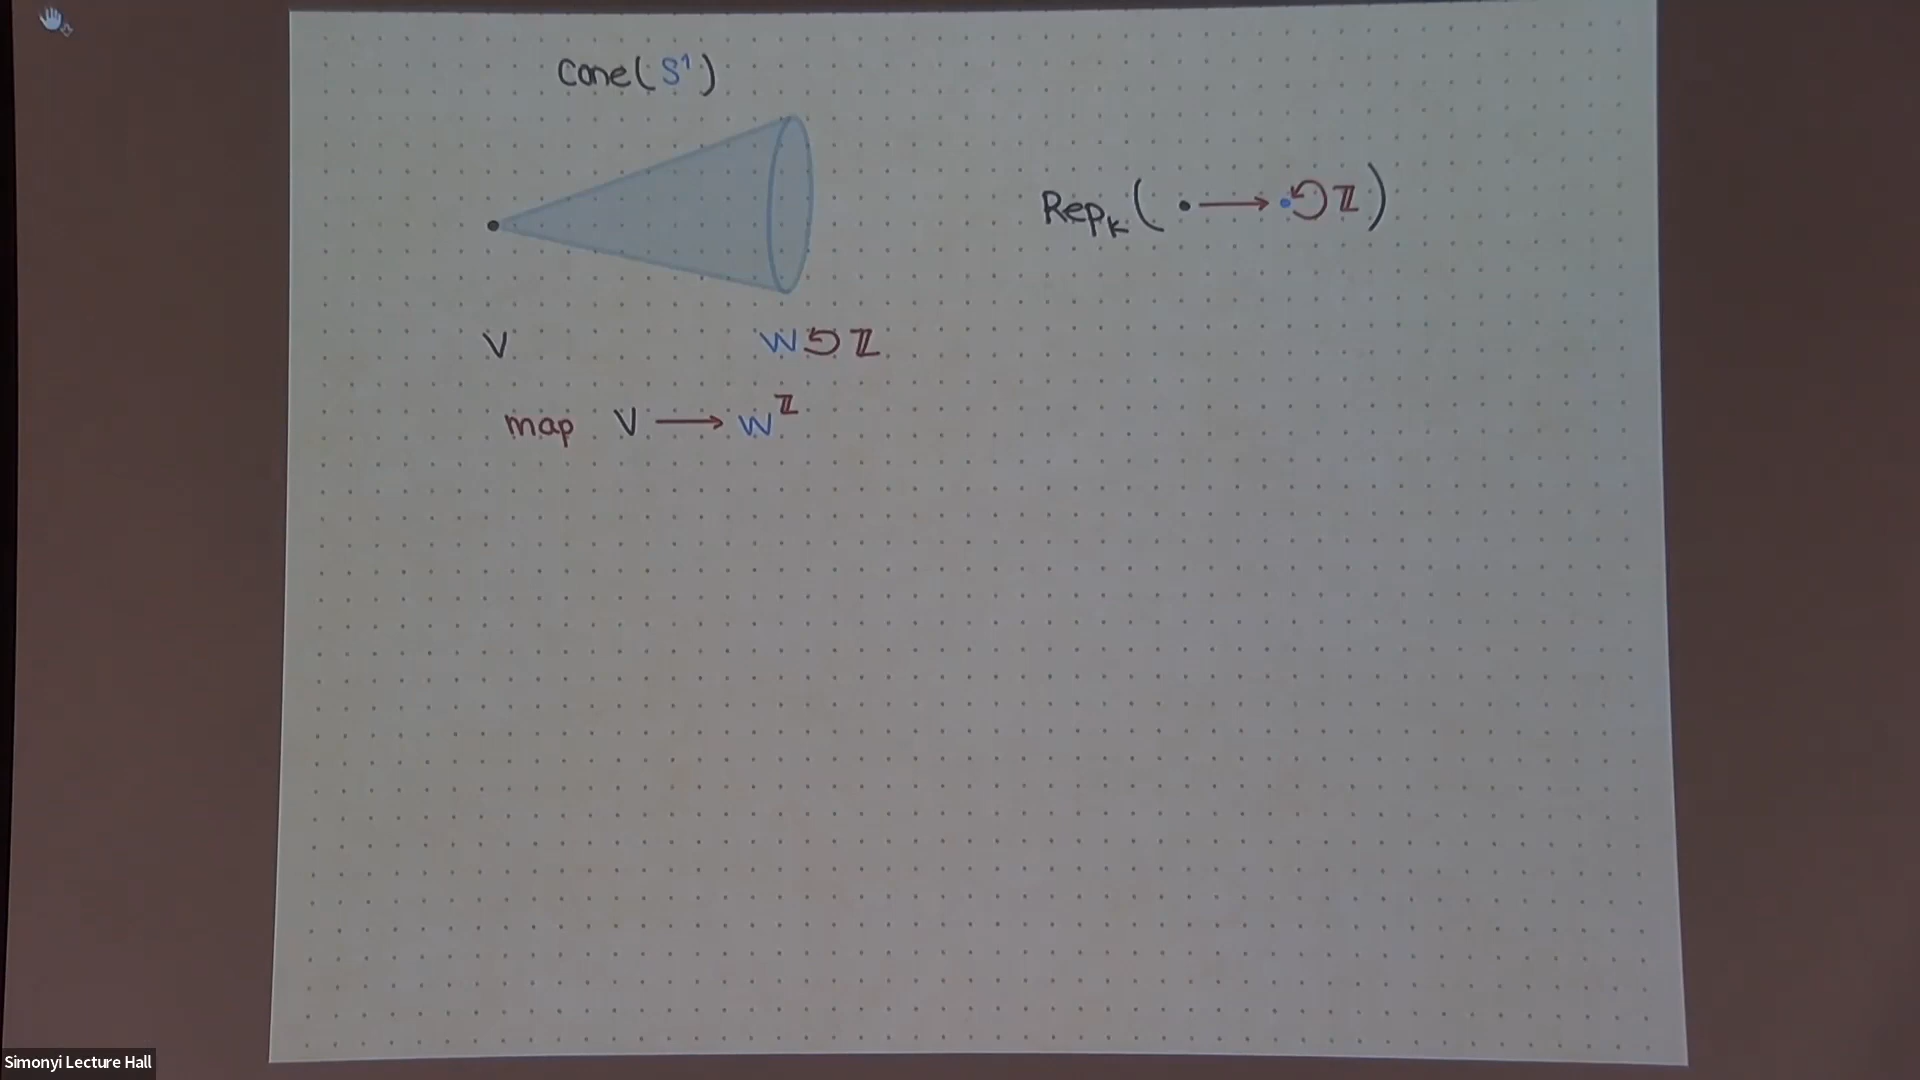 Cone(S¹)
Rep_k(• → •↺ℤ)
V W↺ℤ
map V → W^ℤ
Simonyi Lecture Hall